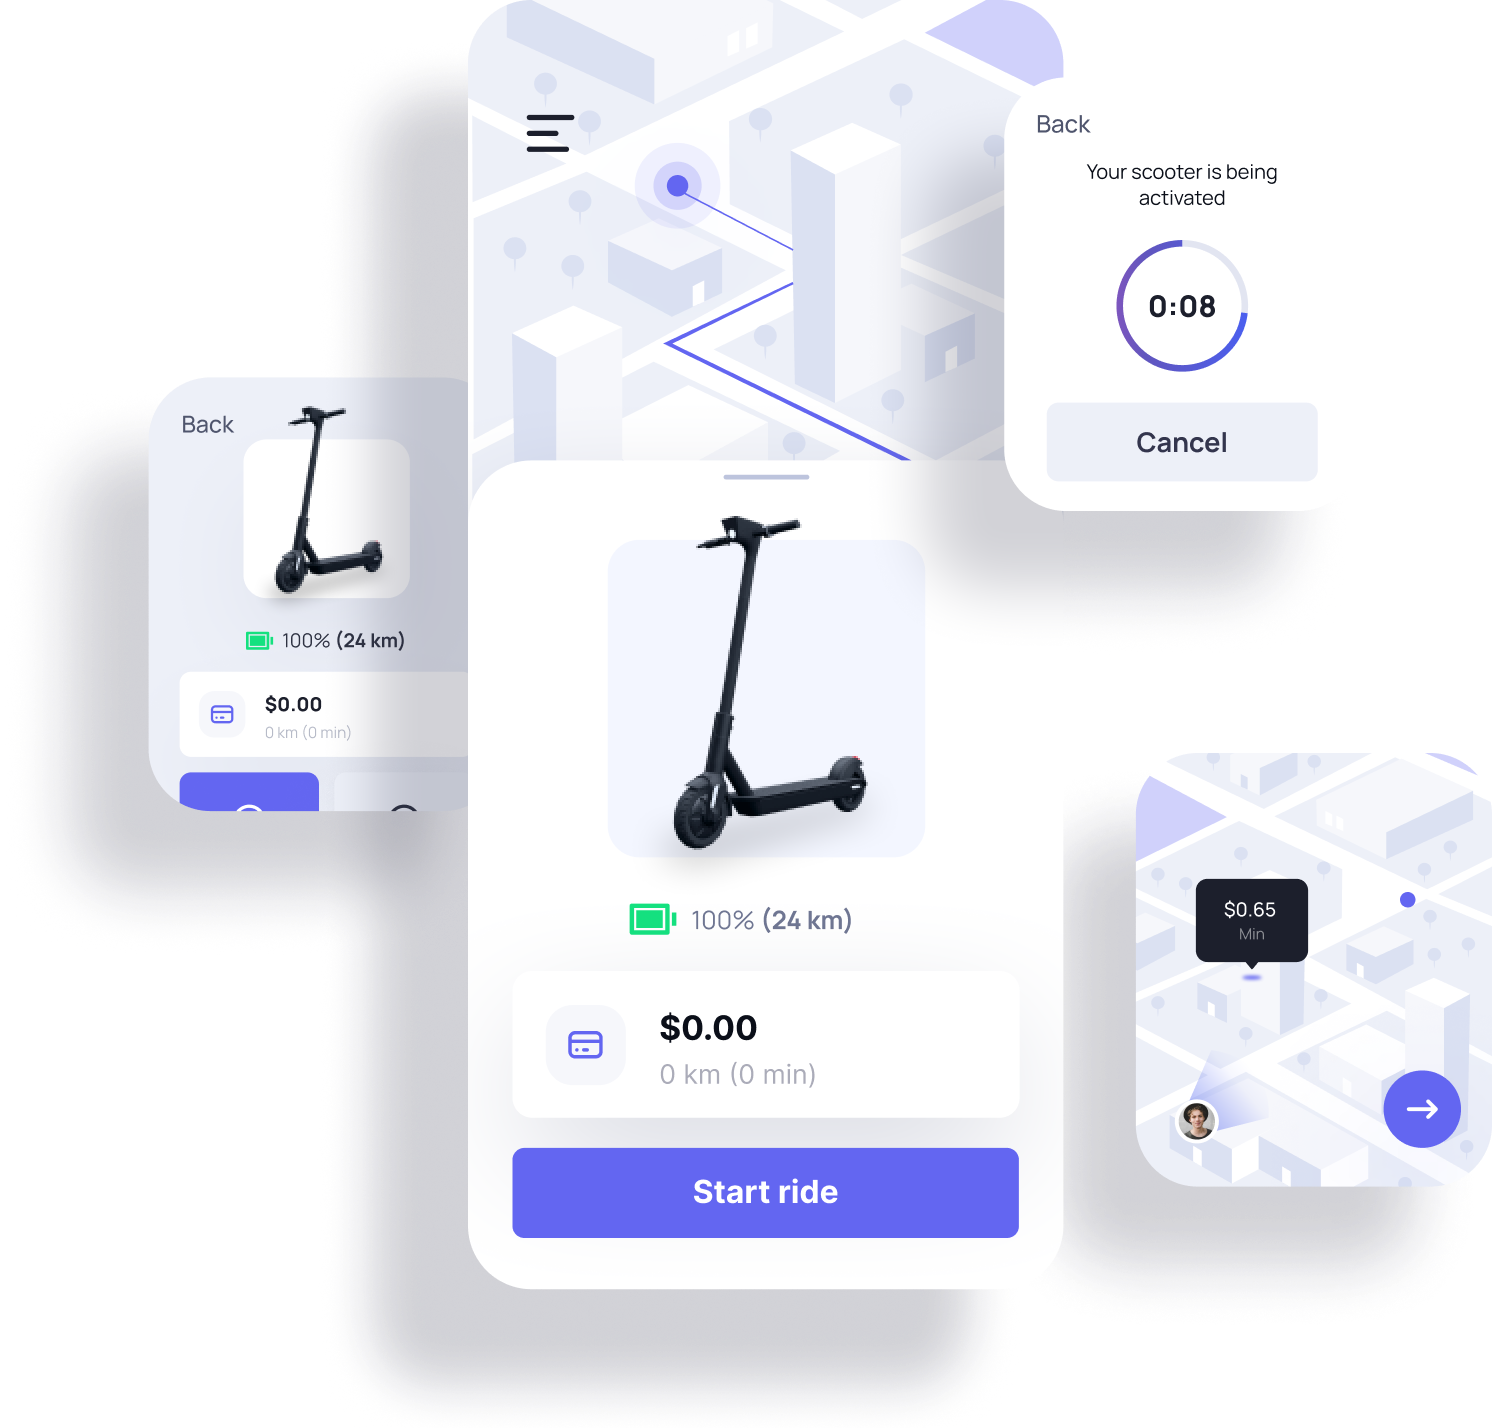 Back
Your scooter is being
activated
0:08
Cancel
Back
100% (24 km)
$0.00
0 km (0 min)
100% (24 km)
$0.00
0 km (0 min)
Start ride
$0.65
Min